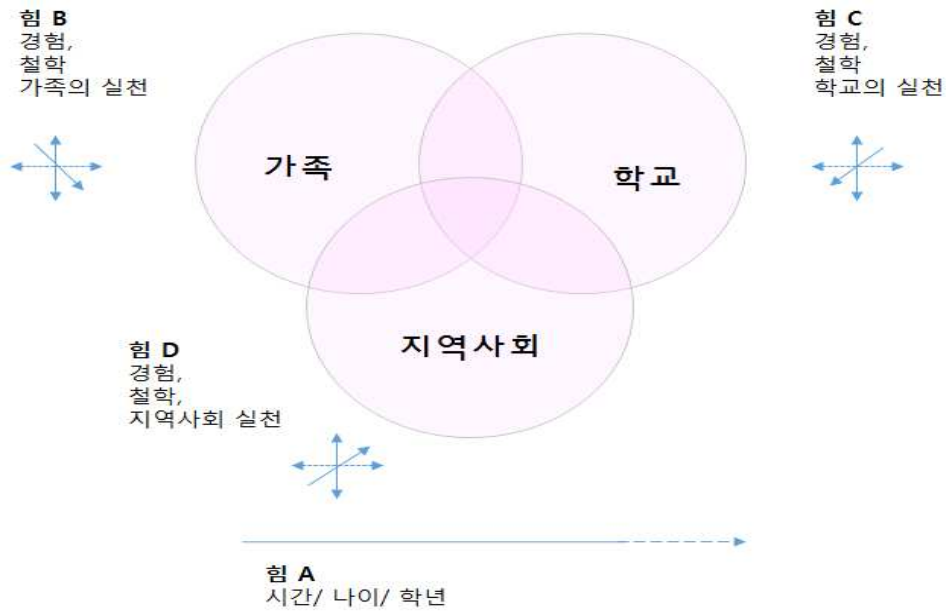 힘 B
경험,
철학
가족의 실천
힘 C
경험,
철학
학교의 실천
가족
학교
지역사회
힘 D
경험,
철학,
지역사회 실천
힘 A
시간/ 나이/ 학년